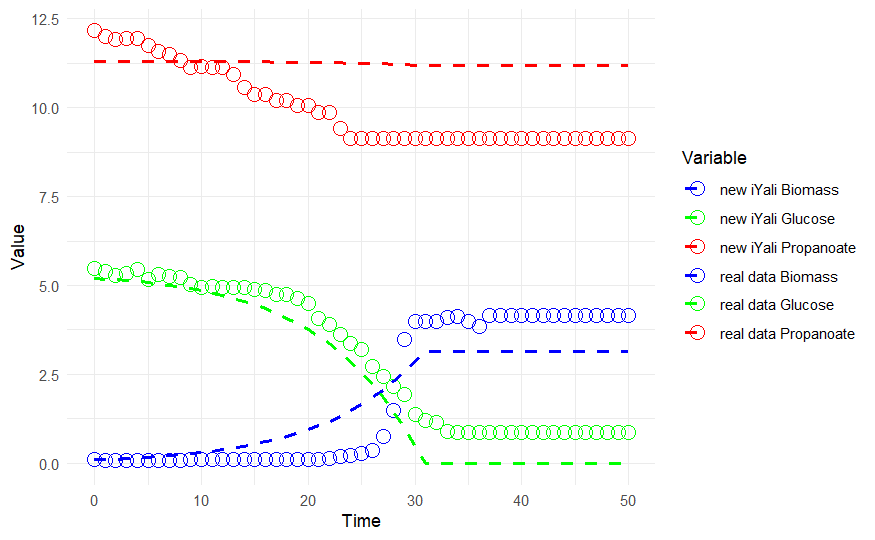 12.5
10.0
7.5
5.0
2.5
0.0
Value
0
10
20
30
40
50
Time
Variable
new iYali Biomass
new iYali Glucose
new iYali Propanoate
real data Biomass
real data Glucose
real data Propanoate